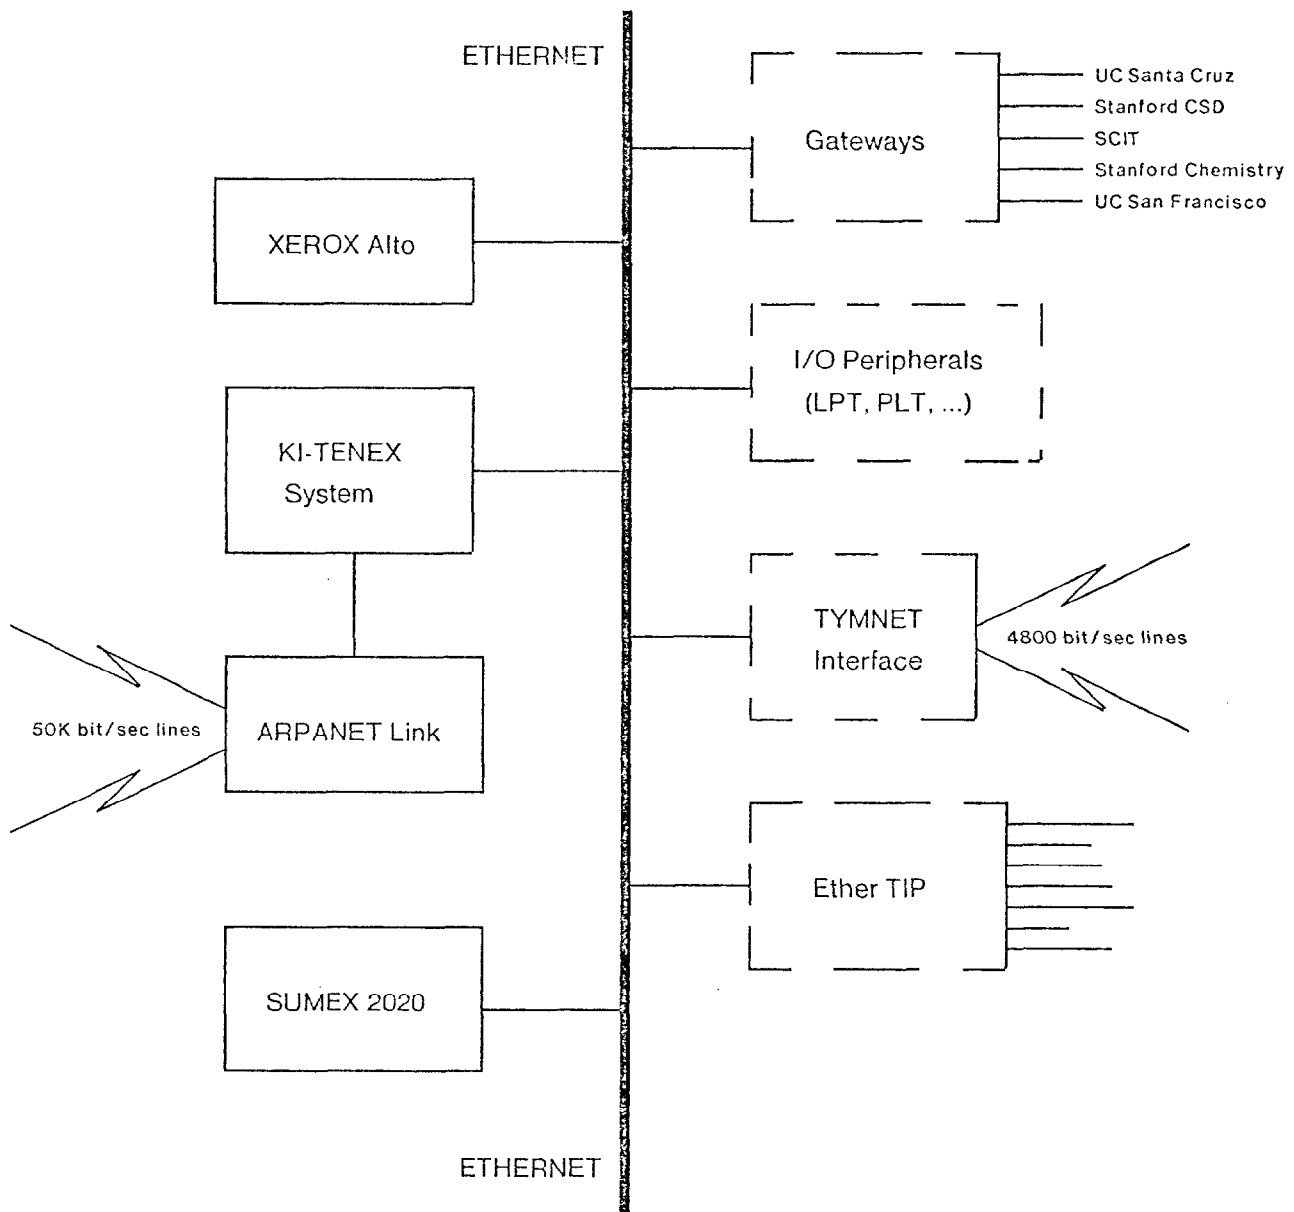 ETHERNET
Gateways
UC Santa Cruz
Stanford CSD
SCIT
Stanford Chemistry
UC San Francisco
XEROX Alto
I/O Peripherals
(LPT, PLT, ...)
KI-TENEX
System
TYMNET
Interface
4800 bit/sec lines
50K bit/sec lines
ARPANET Link
Ether TIP
SUMEX 2020
ETHERNET